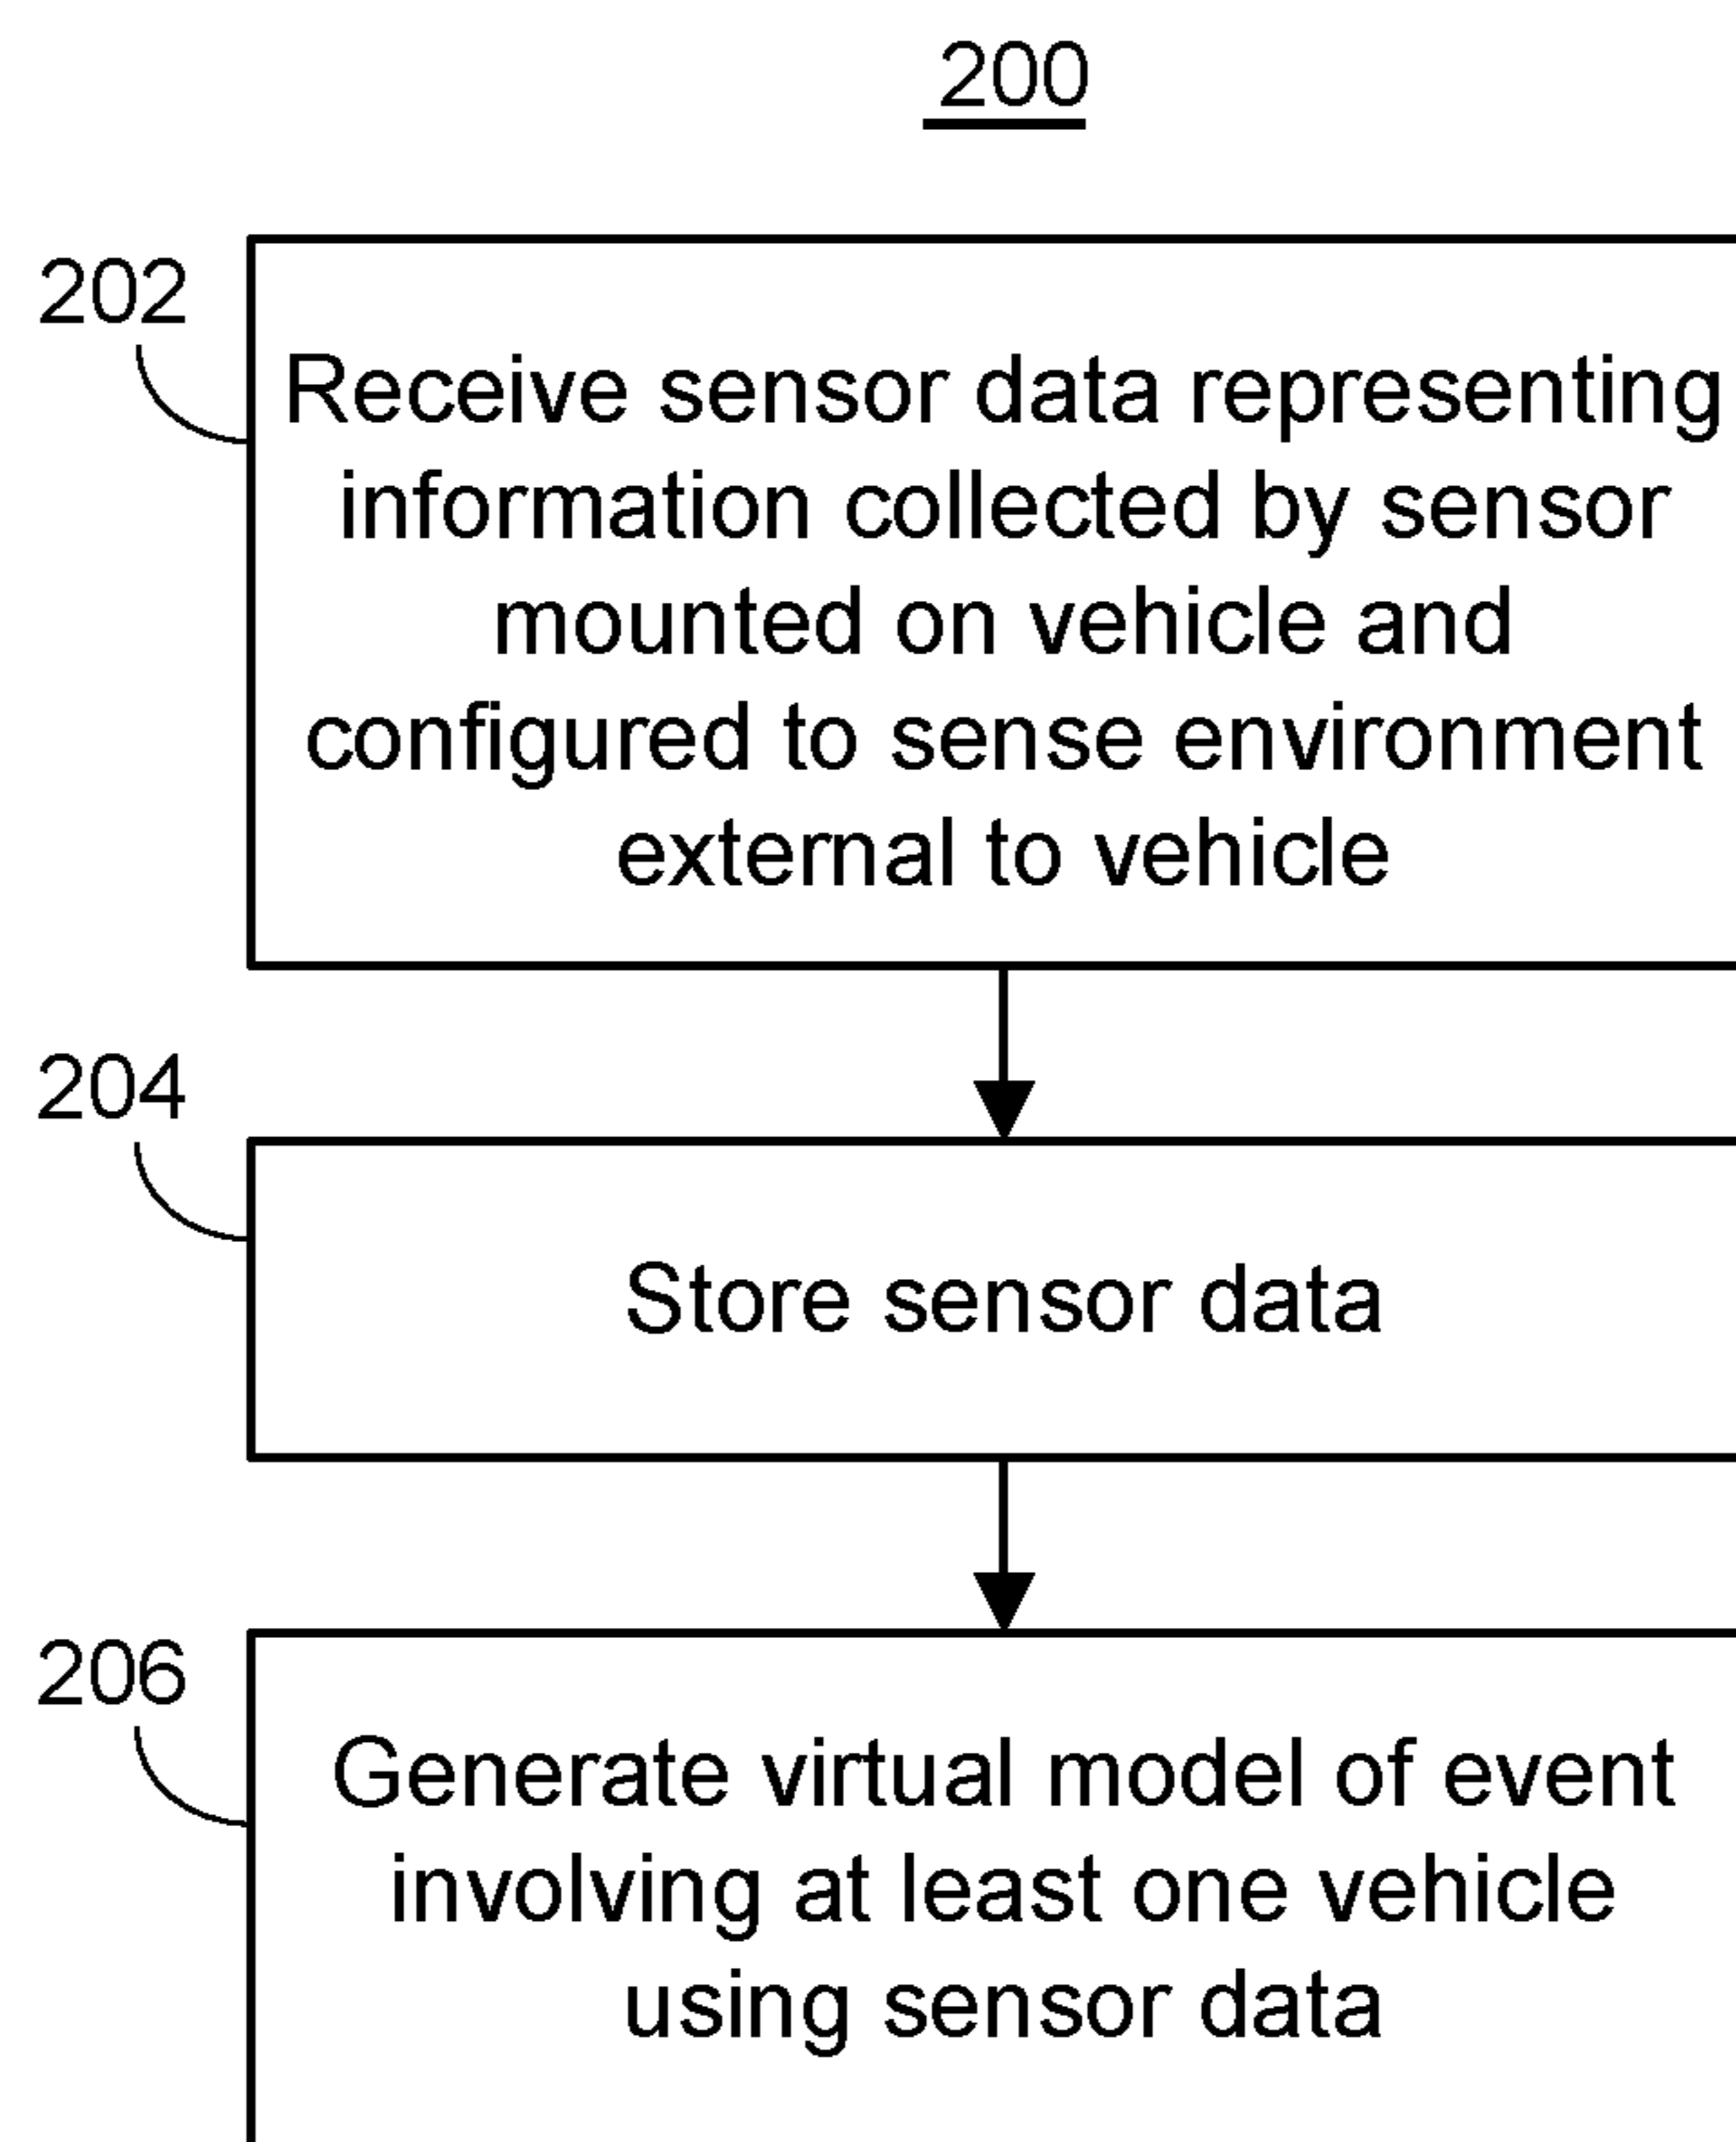 200
202
Receive sensor data representing
information collected by sensor
mounted on vehicle and
configured to sense environment
external to vehicle
204
Store sensor data
206
Generate virtual model of event
involving at least one vehicle
using sensor data